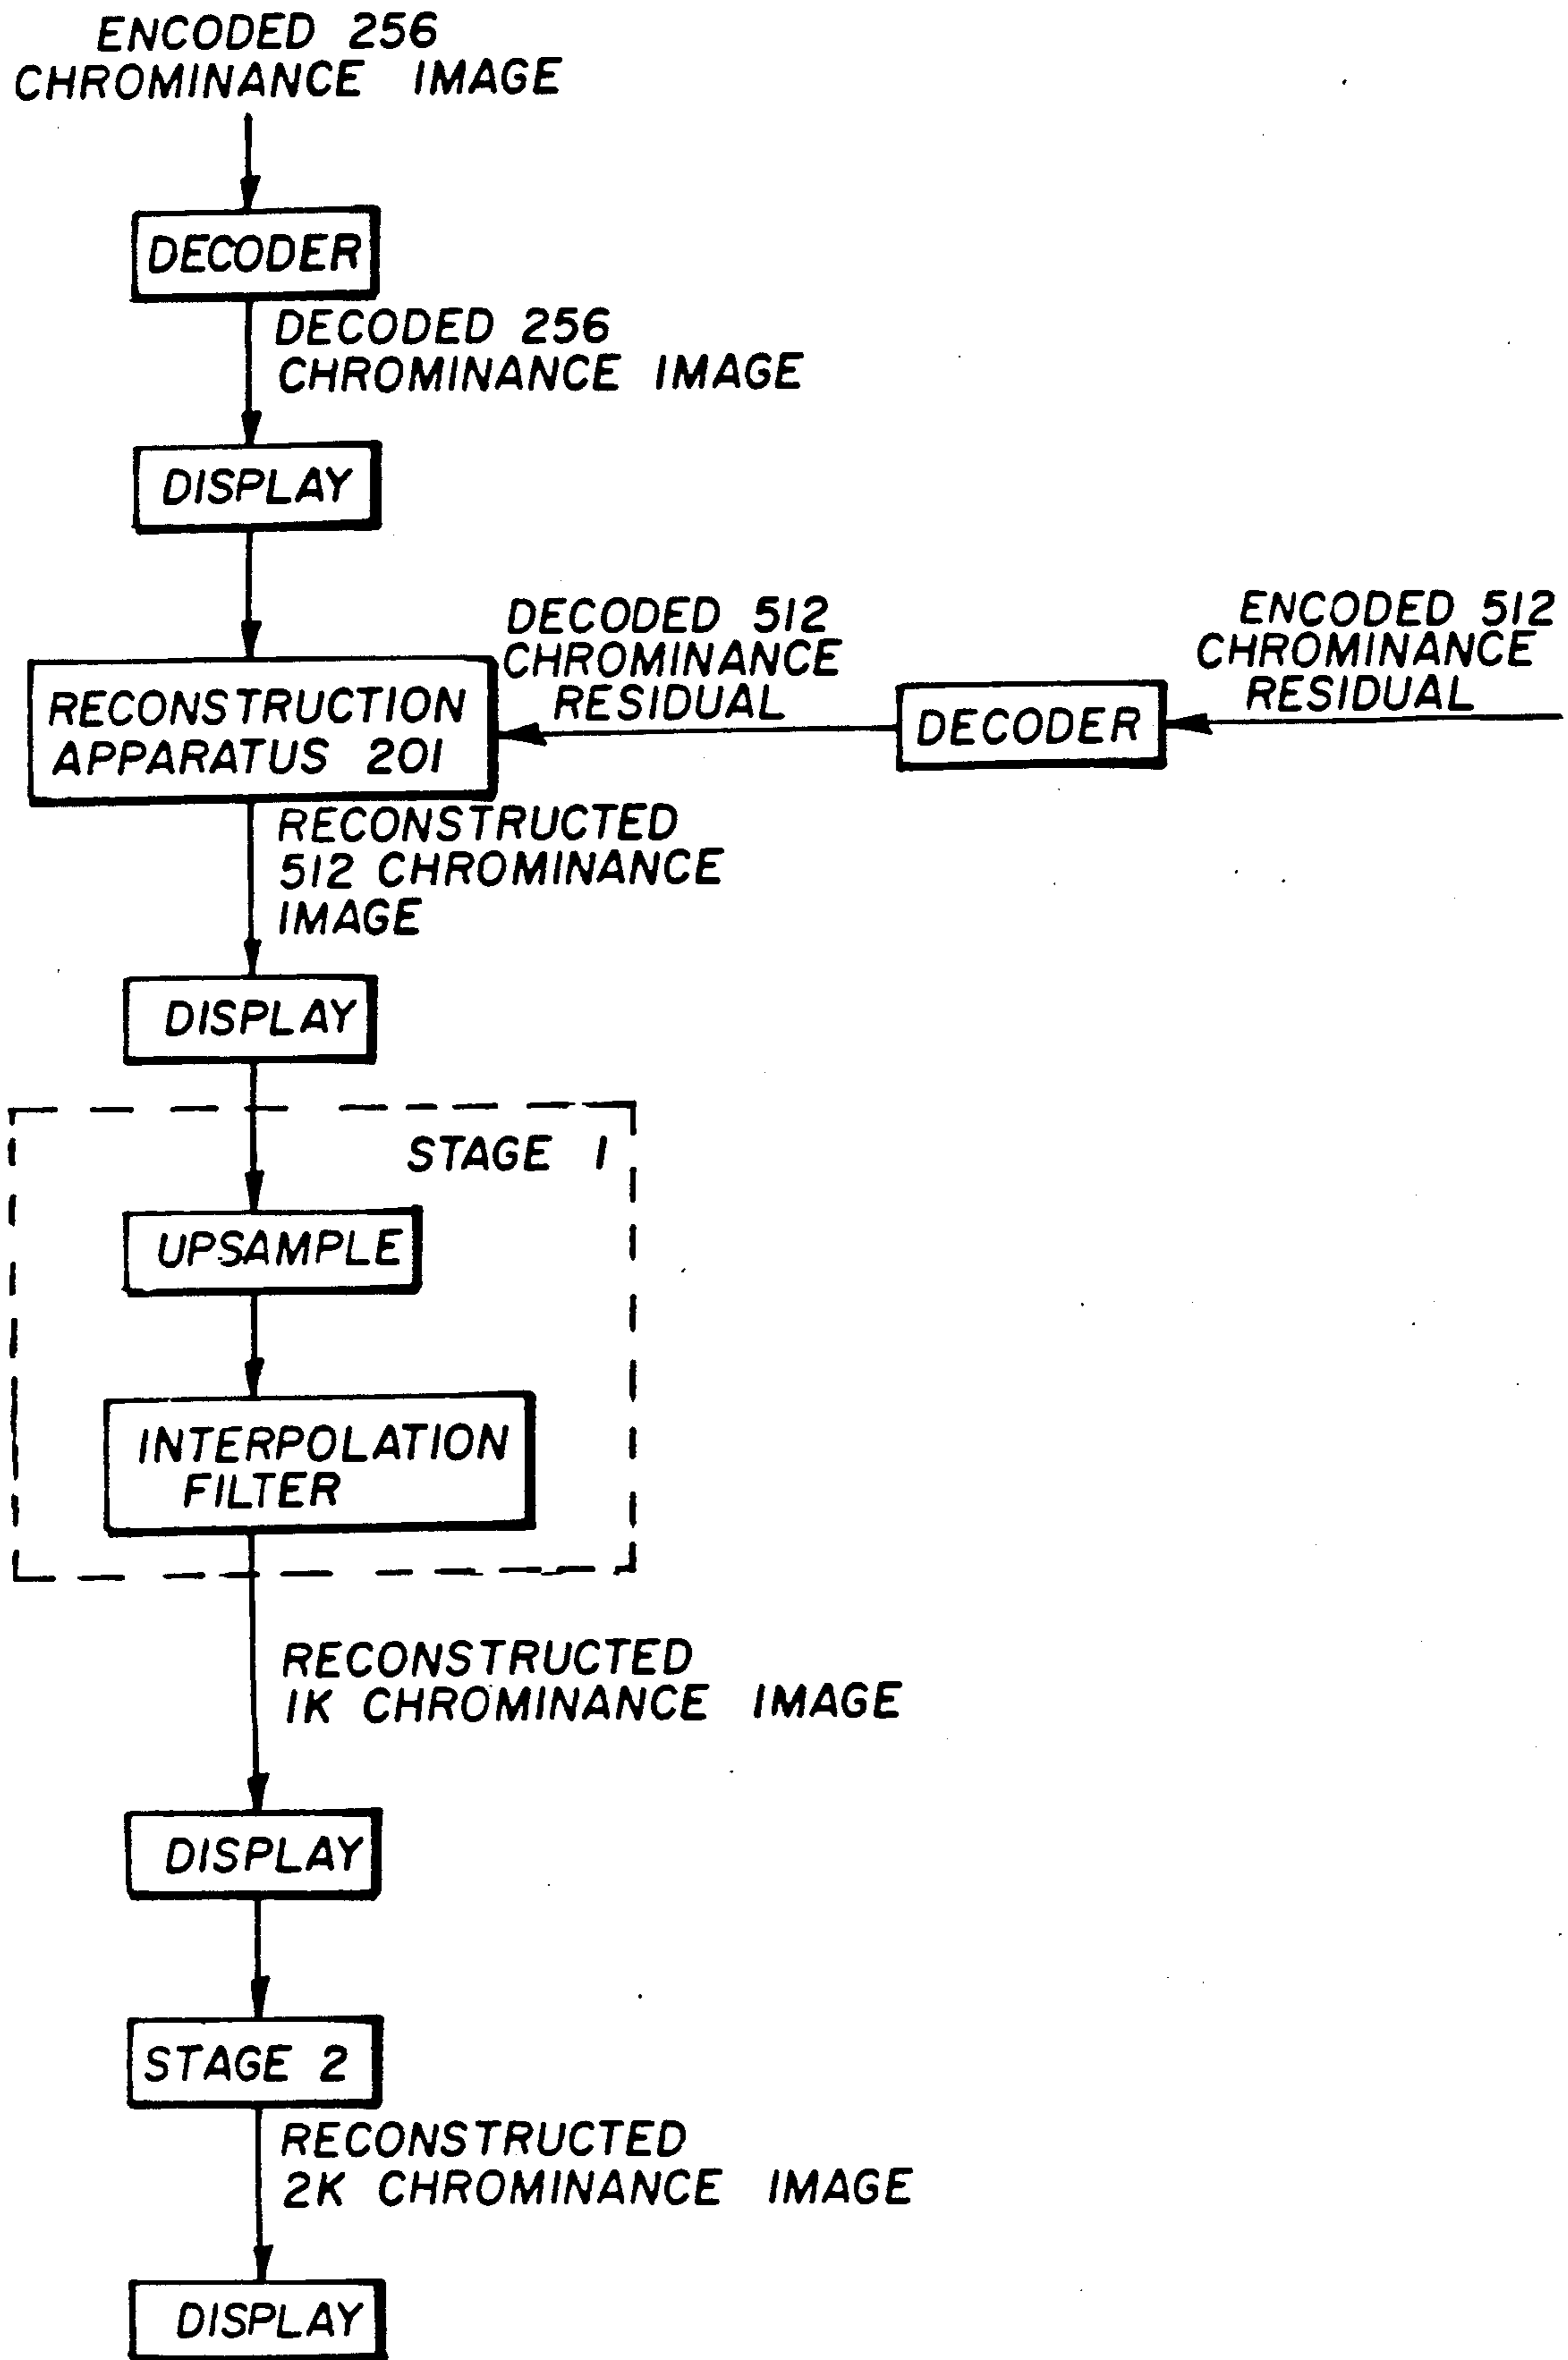 ENCODED 256
CHROMINANCE IMAGE
DECODER
DECODED 256
CHROMINANCE IMAGE
DISPLAY
RECONSTRUCTION
APPARATUS 201
DECODED 512
CHROMINANCE
RESIDUAL
DECODER
ENCODED 512
CHROMINANCE
RESIDUAL
RECONSTRUCTED
512 CHROMINANCE
IMAGE
DISPLAY
STAGE 1
UPSAMPLE
INTERPOLATION
FILTER
RECONSTRUCTED
1K CHROMINANCE IMAGE
DISPLAY
STAGE 2
RECONSTRUCTED
2K CHROMINANCE IMAGE
DISPLAY